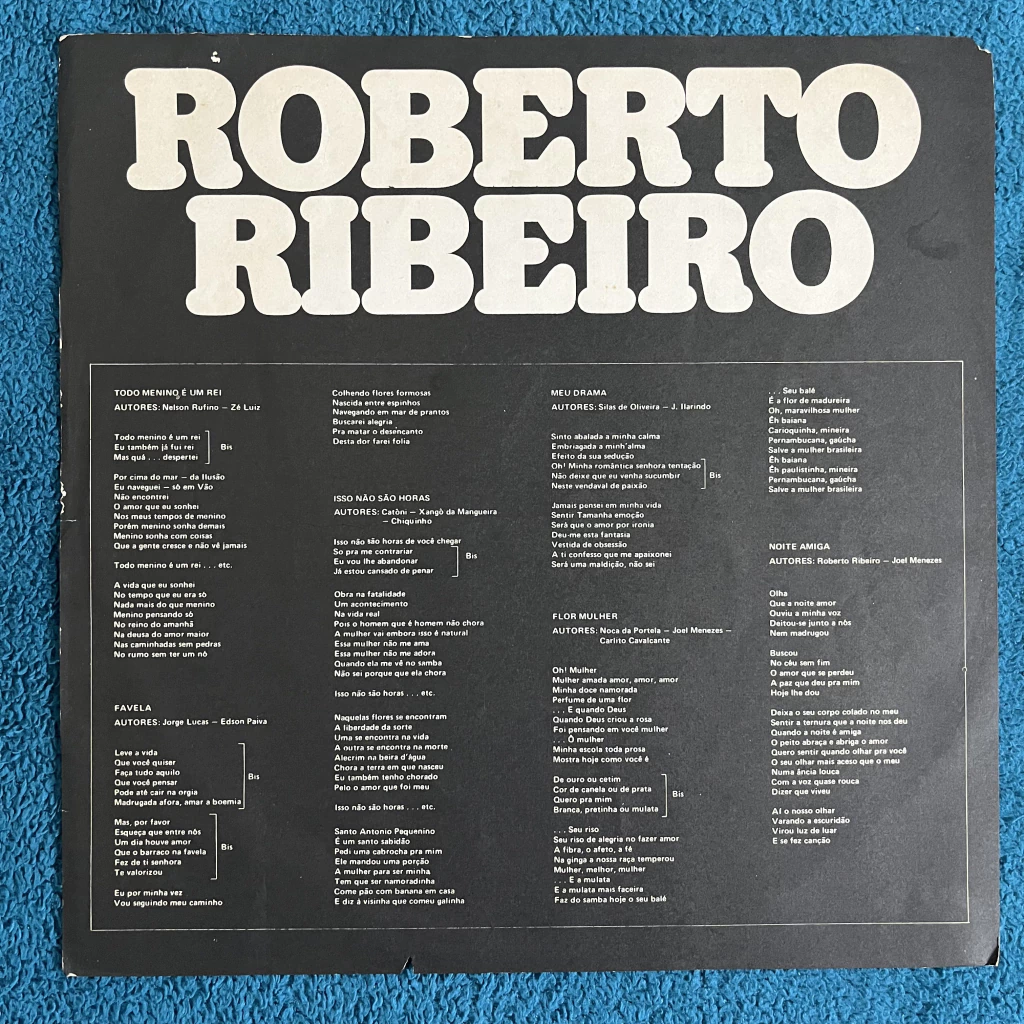 ROBERTO
RIBEIRO
TODO MENINO É UM REI
AUTORES: Nelson Rufino – Zé Luiz
Todo menino é um rei
Eu também já fui rei
Mas quá . . . despertei
Bis
Por cima do mar – da Ilusão
Eu naveguei – só em Vão
Não encontrei
O amor que eu sonhei
Nos meus tempos de menino
Porém menino sonha demais
Menino sonha com coisas
Que a gente cresce e não vê jamais
Todo menino é um rei . . . etc.
A vida que eu sonhei
No tempo que eu era só
Nada mais do que menino
Menino pensando só
No reino do amanhã
Na deusa do amor maior
Nas caminhadas sem pedras
No rumo sem ter um nó
FAVELA
AUTORES: Jorge Lucas – Edson Paiva
Leve a vida
Que você quiser
Faça tudo aquilo
Que você pensar
Pode até cair na orgia
Madrugada afora, amar a boemia
Bis
Mas, por favor
Esqueça que entre nós
Um dia houve amor
Que o barraco na favela
Fez de ti senhora
Te valorizou
Bis
Eu por minha vez
Vou seguindo meu caminho
Colhendo flores formosas
Nascida entre espinhos
Navegando em mar de prantos
Buscarei alegria
Pra matar o desencanto
Desta dor farei folia
ISSO NÃO SÃO HORAS
AUTORES: Catòni – Xangô da Mangueira
– Chiquinho
Isso não são horas de você chegar
So pra me contrariar
Eu vou lhe abandonar
Já estou cansado de penar
Bis
Obra na fatalidade
Um acontecimento
Na vida real
Pois o homem que é homem não chora
A mulher vai embora isso é natural
Essa mulher não me ama
Essa mulher não me adora
Quando ela me vê no samba
Não sei porque que ela chora
Isso não são horas . . . etc.
Naquelas flores se encontram
A liberdade da sorte
Uma se encontra na vida
A outra se encontra na morte
Alecrim na beira d'água
Chora a terra em que nasceu
Eu também tenho chorado
Pelo o amor que foi meu
Isso não são horas . . . etc.
Santo Antonio Pequenino
É um santo sabidão
Pedi uma cabrocha pra mim
Ele mandou uma porção
A mulher para ser minha
Tem que ser namoradinha
Come pão com banana em casa
E diz á visinha que comeu galinha
MEU DRAMA
AUTORES: Silas de Oliveira – J. Ilarindo
Sinto abalada a minha calma
Embriagada a minh'alma
Efeito da sua sedução
Oh! Minha romântica senhora tentação
Não deixe que eu venha sucumbir
Neste vendaval de paixão
Bis
Jamais pensei em minha vida
Sentir Tamanha emoção
Será que o amor por ironia
Deu-me esta fantasia
Vestida de obsessão
A ti confesso que me apaixonei
Será uma maldição, não sei
FLOR MULHER
AUTORES: Noca da Portela – Joel Menezes –
Carlito Cavalcante
Oh! Mulher
Mulher amada amor, amor, amor
Minha doce namorada
Perfume de uma flor
. . . E quando Deus
Quando Deus criou a rosa
Foi pensando em você mulher
. . . Ô mulher
Minha escola toda prosa
Mostra hoje como você é
De ouro ou cetim
Cor de canela ou de prata
Quero pra mim
Branca, pretinha ou mulata
Bis
. . . Seu riso
Seu riso de alegria no fazer amor
A fibra, o afeto, a fé
Na ginga a nossa raça temperou
Mulher, melhor, mulher
. . . E a mulata
E a mulata mais faceira
Faz do samba hoje o seu balé
. . . Seu balé
É a flor de madureira
Oh, maravilhosa mulher
Êh baiana
Carioquinha, mineira
Pernambucana, gaúcha
Salve a mulher brasileira
Êh baiana
Êh paulistinha, mineira
Pernambucana, gaúcha
Salve a mulher brasileira
NOITE AMIGA
AUTORES: Roberto Ribeiro – Joel Menezes
Olha
Que a noite amor
Ouviu a minha voz
Deitou-se junto a nós
Nem madrugou
Buscou
No céu sem fim
O amor que se perdeu
A paz que deu pra mim
Hoje lhe dou
Deixa o seu corpo colado no meu
Sentir a ternura que a noite nos deu
Quando a noite é amiga
O peito abraça e abriga o amor
Quero sentir quando olhar pra você
O seu olhar mais aceso que o meu
Numa ância louca
Com a voz quase rouca
Dizer que viveu
Aí o nosso olhar
Varando a escuridão
Virou luz de luar
E se fez canção